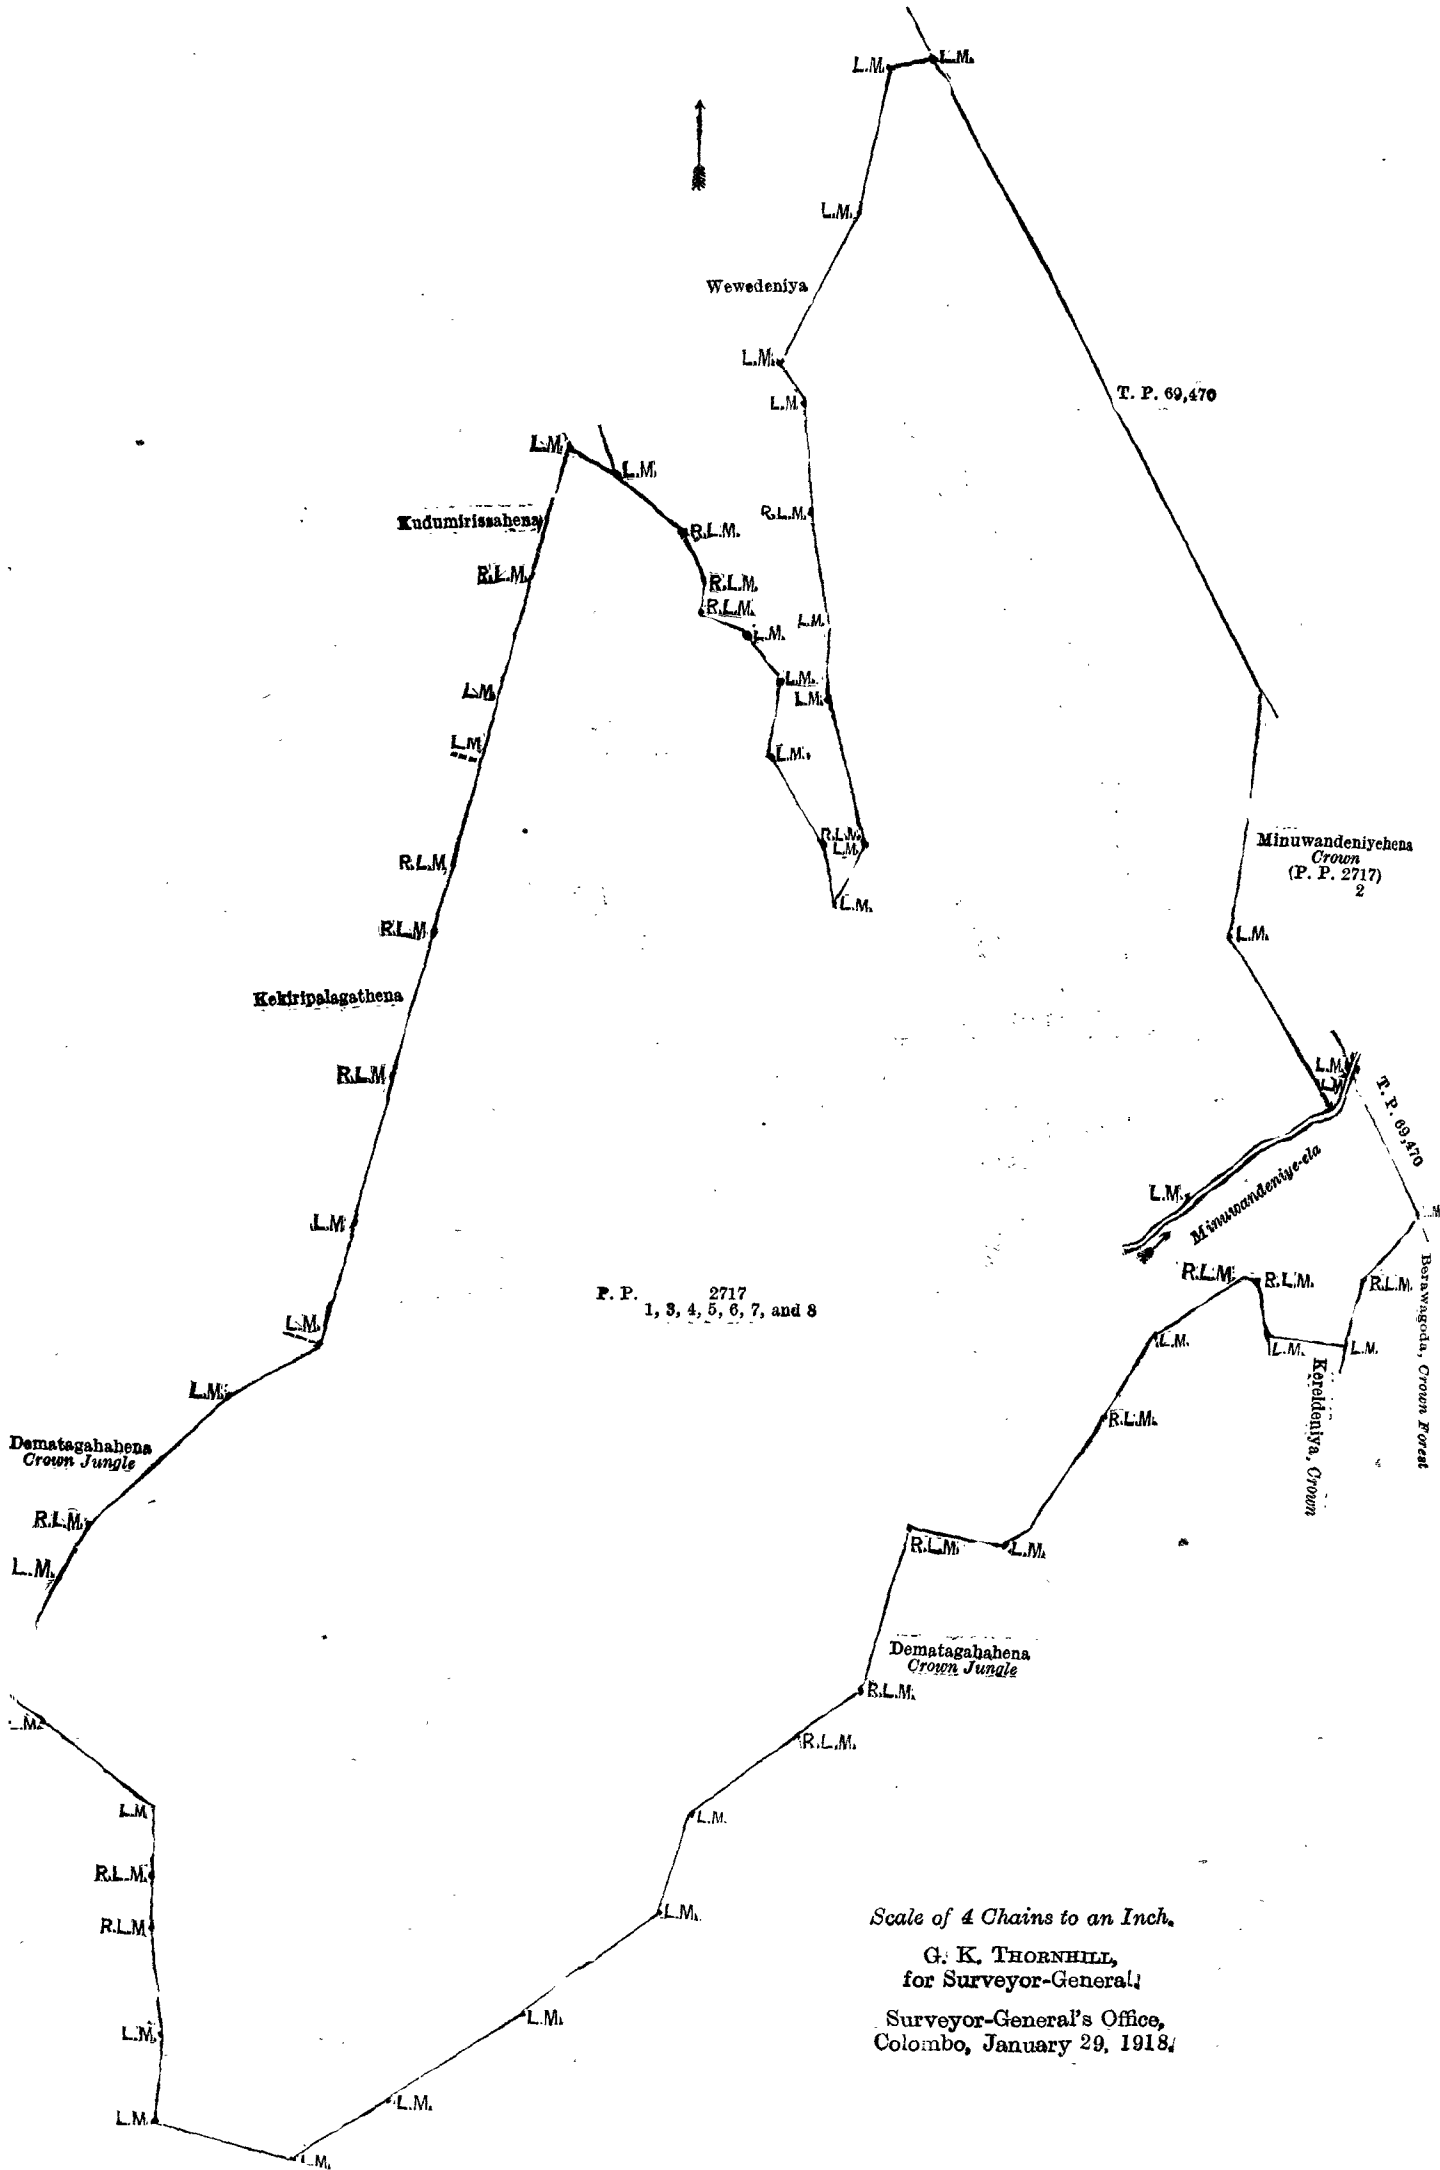 L.M.
L.M.
L.M.
Wewedeniya
L.M.
L.M.
T. P. 69,470
L.M.
L.M.
Kudumirissahena
R.L.M.
R.L.M.
R.L.M.
R.L.M.
R.L.M.
L.M.
L.M.
L.M.
L.M.
L.M.
L.M.
L.M.
R.L.M.
L.M.
R.L.M.
L.M.
Minuwandeniyehena
Crown
(P. P. 2717)
2
R.L.M.
L.M.
Kekiripalagathena
R.L.M.
L.M.
L.M.
T. P. 69,470
L.M.
Minuwandeniye-ela
L.M.
L.M.
Berawagoda, Crown Forest
R.L.M.
R.L.M.
R.L.M.
P. P. 2717
1, 3, 4, 5, 6, 7, and 8
L.M.
L.M.
L.M.
L.M.
Kereldeniya, Crown
L.M.
R.L.M.
Dematagahahena
Crown Jungle
R.L.M.
L.M.
R.L.M.
L.M.
Dematagahahena
Crown Jungle
R.L.M.
L.M.
R.L.M.
L.M.
L.M.
R.L.M.
L.M.
R.L.M.
L.M.
L.M.
L.M.
L.M.
L.M.
Scale of 4 Chains to an Inch.
G. K. THORNHILL,
for Surveyor-General.
Surveyor-General's Office,
Colombo, January 29, 1918.